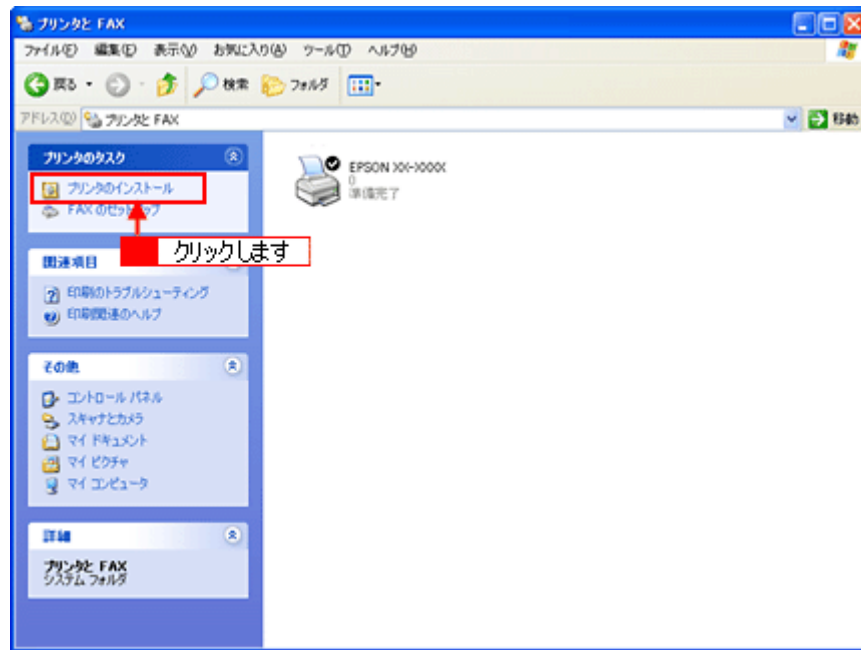 プリンタと FAX
ファイル(F) 編集(E) 表示(V) お気に入り(A) ツール(T) ヘルプ(H)
戻る 検索 フォルダ
アドレス(D) プリンタと FAX 移動
プリンタのタスク
プリンタのインストール
FAX のセットアップ
クリックします
関連項目
印刷のトラブルシューティング
印刷関連のヘルプ
その他
コントロール パネル
スキャナとカメラ
マイ ドキュメント
マイ ピクチャ
マイ コンピュータ
詳細
プリンタと FAX
システム フォルダ
EPSON XX-XXXX
0
準備完了